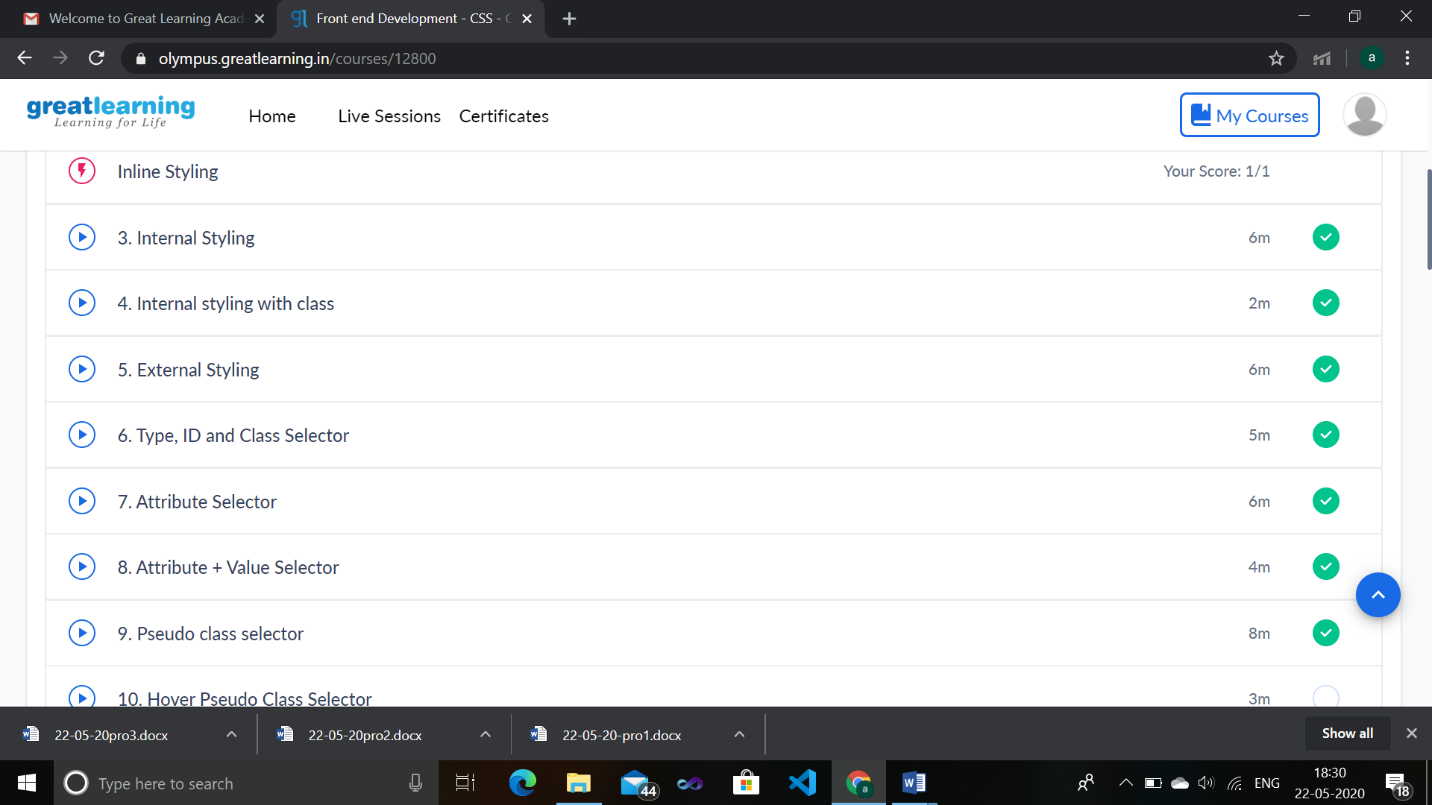 Welcome to Great Learning Acad
Front end Development - CSS - G
olympus.greatlearning.in/courses/12800
a
greatlearning
Learning for Life
Home
Live Sessions
Certificates
My Courses
Inline Styling
Your Score: 1/1
3. Internal Styling
6m
4. Internal styling with class
2m
5. External Styling
6m
6. Type, ID and Class Selector
5m
7. Attribute Selector
6m
8. Attribute + Value Selector
4m
9. Pseudo class selector
8m
10. Hover Pseudo Class Selector
3m
22-05-20pro3.docx
22-05-20pro2.docx
22-05-20-pro1.docx
Show all
Type here to search
44
a
ENG
18:30
22-05-2020
18